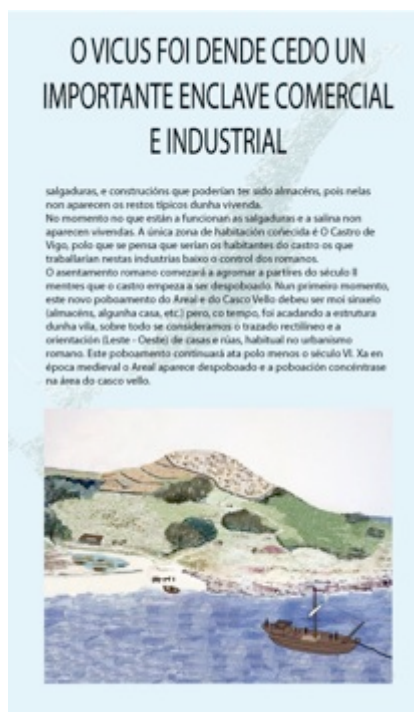 O VICUS FOI DENDE CEDO UN
IMPORTANTE ENCLAVE COMERCIAL
E INDUSTRIAL
salgaduras, e construcións que poderían ter sido almacéns, pois nelas
non aparecen os restos típicos dunha vivenda.
No momento no que están a funcionan as salgaduras e a salina non
aparecen vivendas. A única zona de habitación coñecida é O Castro de
Vigo, polo que se pensa que serían os habitantes do castro os que
traballarían nestas industrias baixo o control dos romanos.
O asentamento romano comezará a agromar a partires do século II
mentres que o castro empeza a ser despoboado. Nun primeiro momento,
este novo poboamento do Areal e do Casco Vello debeu ser moi sinxelo
(almacéns, algunha casa, etc.) pero, co tempo, foi acadando a estrutura
dunha vila, sobre todo se consideramos o trazado rectilíneo e a
orientación (Leste - Oeste) de casas e rúas, habitual no urbanismo
romano. Este poboamento continuará ata polo menos o século VI. Xa en
época medieval o Areal aparece despoboado e a poboación concéntrase
na área do casco vello.